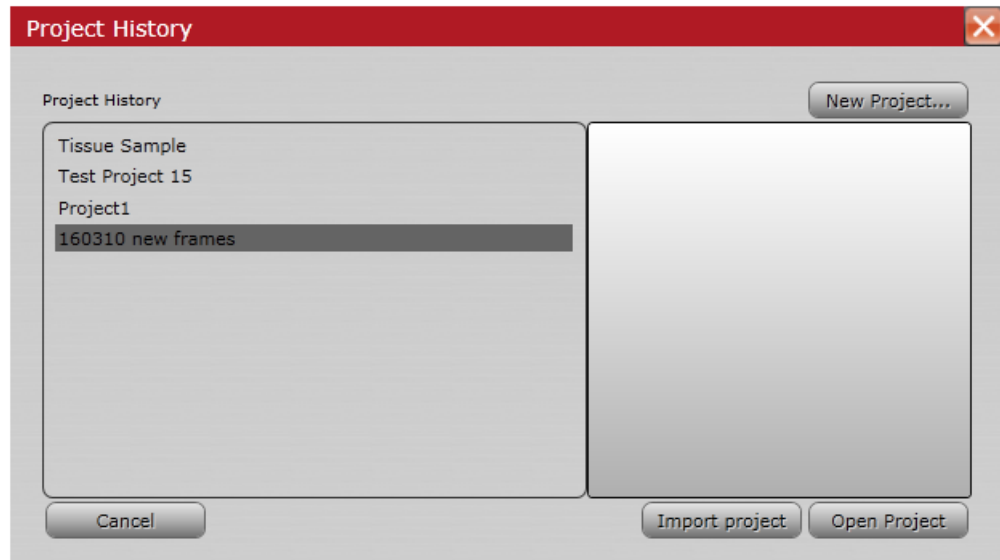 Project History
Project History
New Project...
Tissue Sample
Test Project 15
Project1
160310 new frames
Cancel
Import project
Open Project